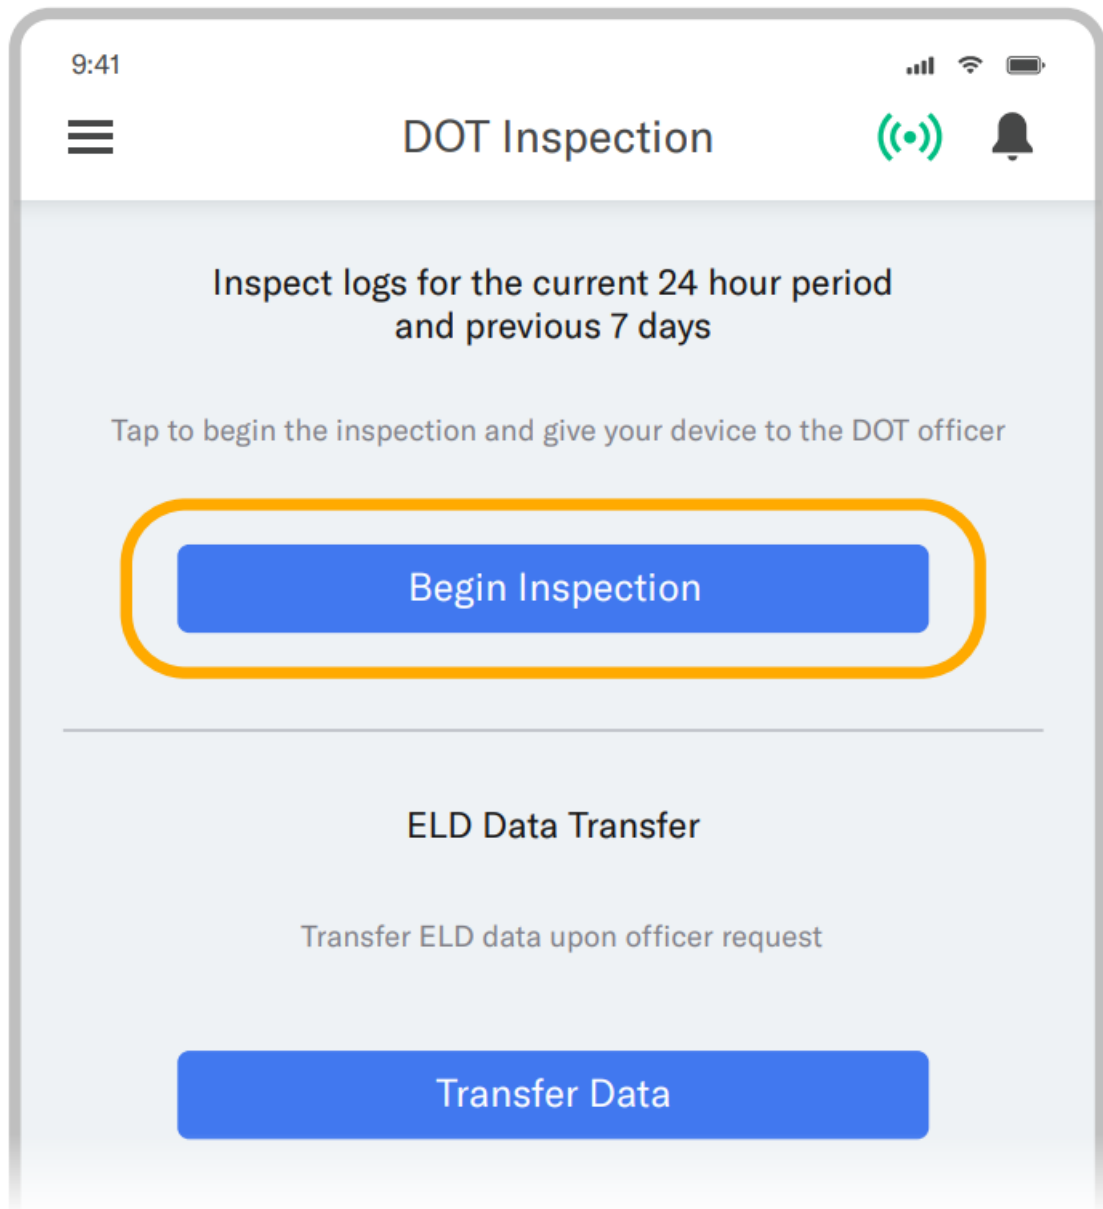 9:41
DOT Inspection
Inspect logs for the current 24 hour period
and previous 7 days
Tap to begin the inspection and give your device to the DOT officer
Begin Inspection
ELD Data Transfer
Transfer ELD data upon officer request
Transfer Data